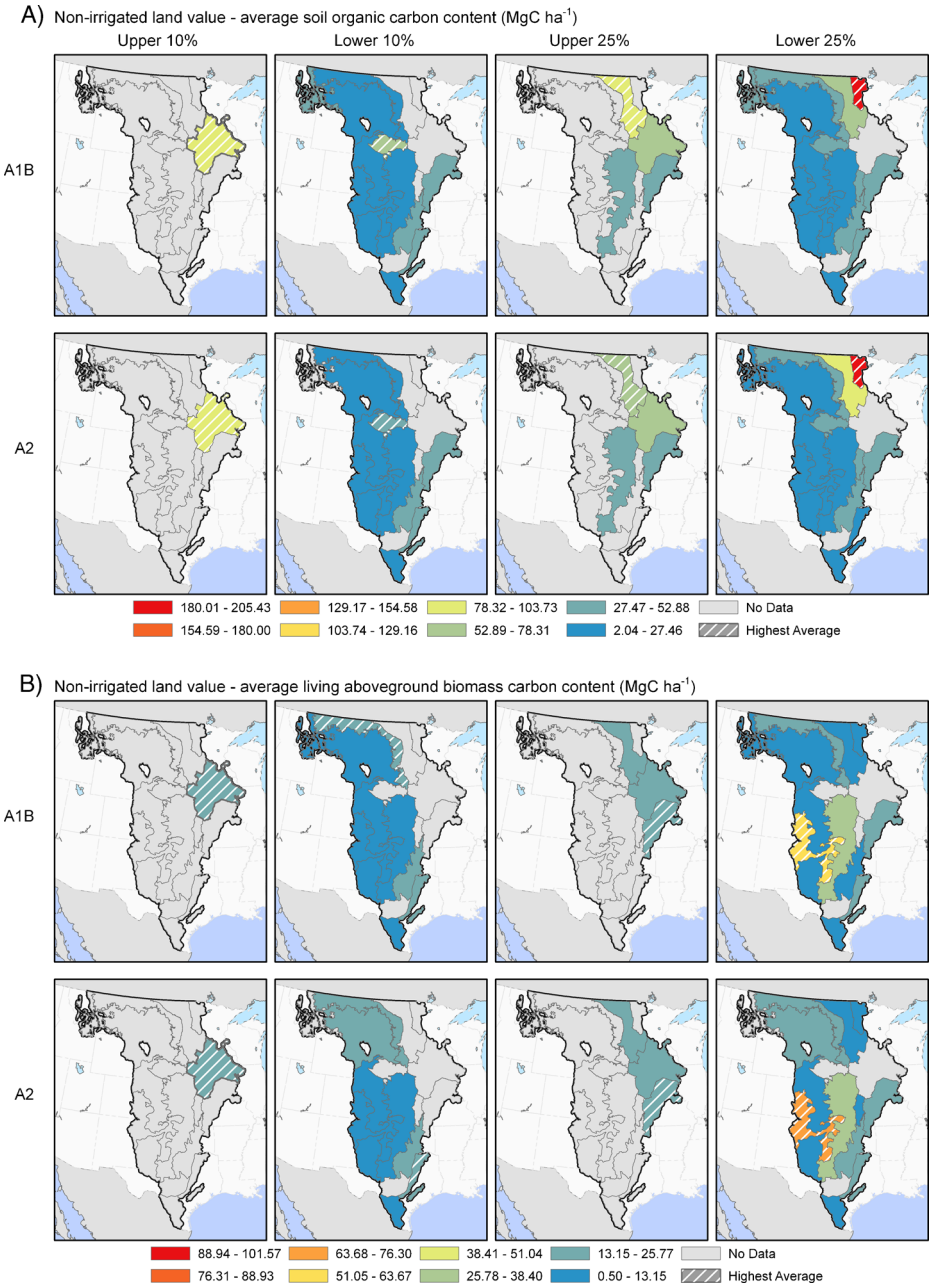 A) Non-irrigated land value - average soil organic carbon content (MgC ha⁻¹)
Upper 10% Lower 10% Upper 25% Lower 25%
A1B
A2
180.01 - 205.43 129.17 - 154.58 78.32 - 103.73 27.47 - 52.88 No Data
154.59 - 180.00 103.74 - 129.16 52.89 - 78.31 2.04 - 27.46 Highest Average
B) Non-irrigated land value - average living aboveground biomass carbon content (MgC ha⁻¹)
A1B
A2
88.94 - 101.57 63.68 - 76.30 38.41 - 51.04 13.15 - 25.77 No Data
76.31 - 88.93 51.05 - 63.67 25.78 - 38.40 0.50 - 13.15 Highest Average